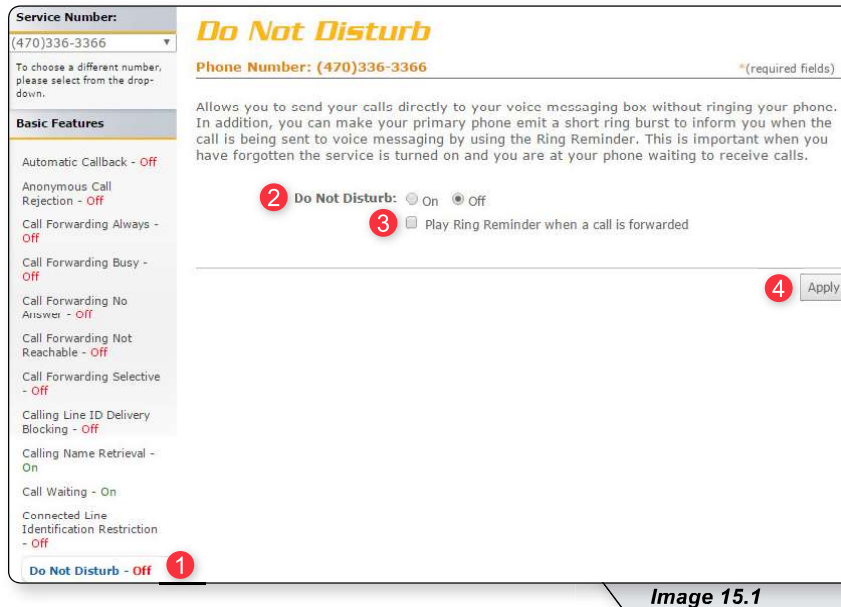 Service Number:
(470)336-3366
To choose a different number,
please select from the drop-
down.
Basic Features
Automatic Callback - Off
Anonymous Call
Rejection - Off
Call Forwarding Always -
Off
Call Forwarding Busy -
Off
Call Forwarding No
Answer - Off
Call Forwarding Not
Reachable - Off
Call Forwarding Selective
- Off
Calling Line ID Delivery
Blocking - Off
Calling Name Retrieval -
On
Call Waiting - On
Connected Line
Identification Restriction
- Off
Do Not Disturb - Off 1
Do Not Disturb
Phone Number: (470)336-3366 *(required fields)
Allows you to send your calls directly to your voice messaging box without ringing your phone.
In addition, you can make your primary phone emit a short ring burst to inform you when the
call is being sent to voice messaging by using the Ring Reminder. This is important when you
have forgotten the service is turned on and you are at your phone waiting to receive calls.
2 Do Not Disturb: On Off
3 Play Ring Reminder when a call is forwarded
4 Apply
Image 15.1